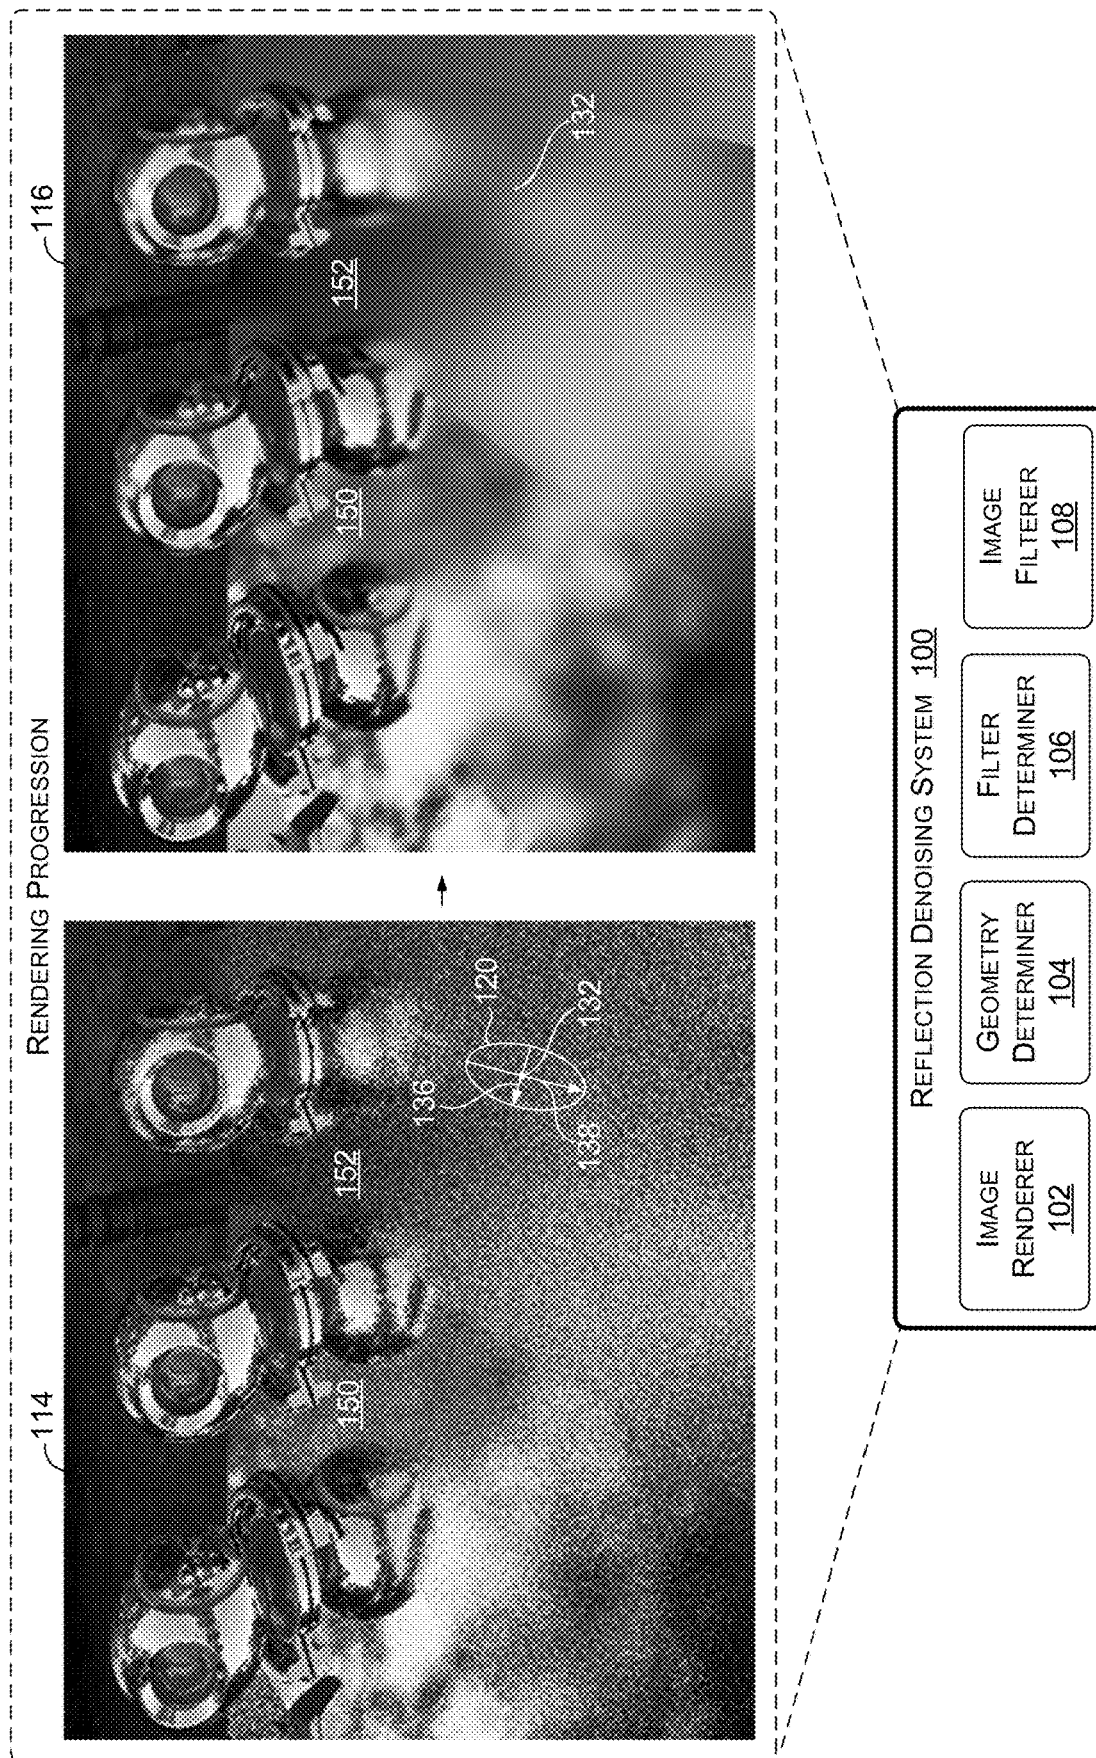 RENDERING PROGRESSION
114
116
150
152
136
120
132
138
150
152
132
REFLECTION DENOISING SYSTEM 100
IMAGE
RENDERER
102
GEOMETRY
DETERMINER
104
FILTER
DETERMINER
106
IMAGE
FILTERER
108